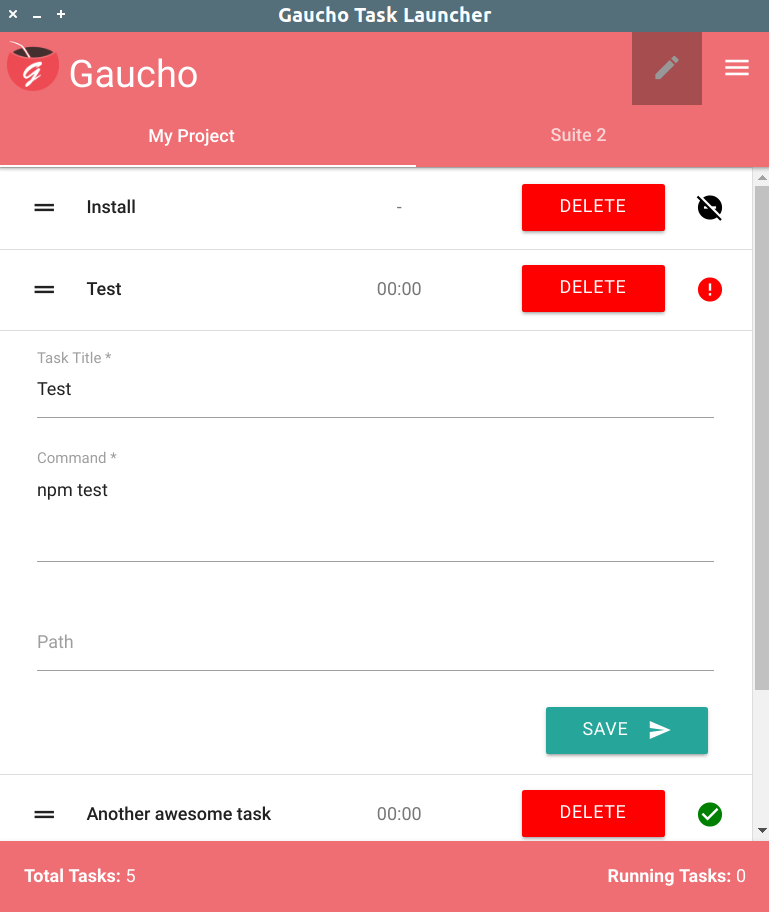 Gaucho Task Launcher
Gaucho
My Project Suite 2
Install - DELETE
Test 00:00 DELETE
Task Title *
Test
Command *
npm test
Path
SAVE
Another awesome task 00:00 DELETE
Total Tasks: 5 Running Tasks: 0